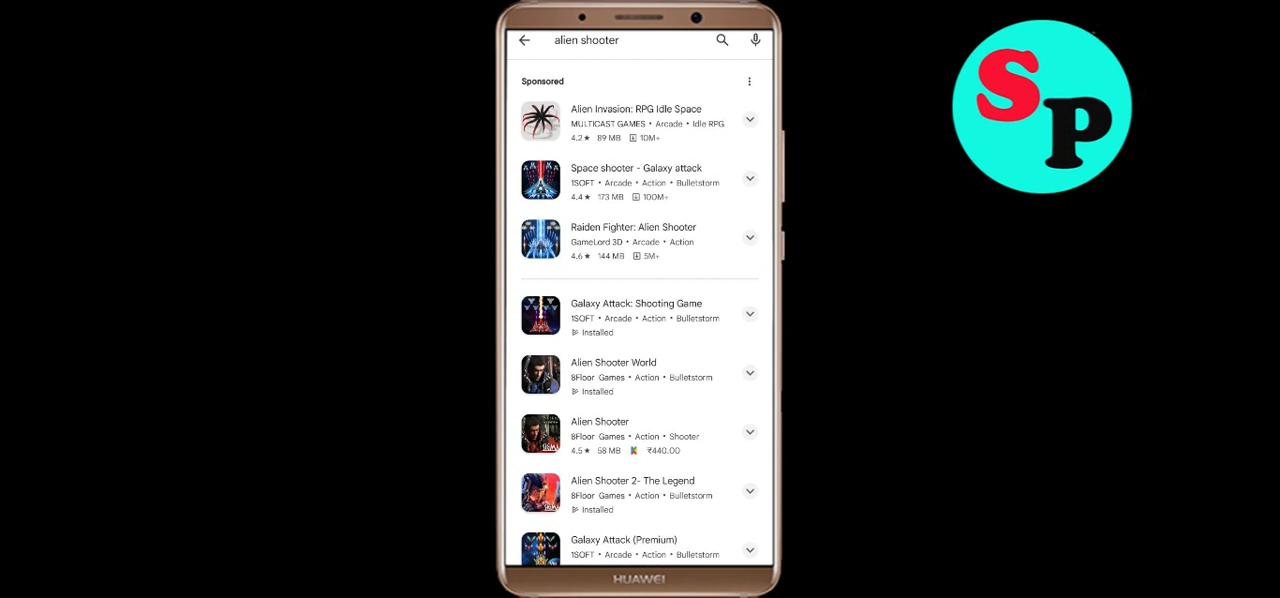 alien shooter
Sponsored
Alien Invasion: RPG Idle Space
MULTICAST GAMES • Arcade • Idle RPG
4.2★ 89 MB 10M+
Space shooter - Galaxy attack
1SOFT • Arcade • Action • Bulletstorm
4.4★ 173 MB 100M+
Raiden Fighter: Alien Shooter
GameLord 3D • Arcade • Action
4.6★ 144 MB 5M+
Galaxy Attack: Shooting Game
1SOFT • Arcade • Action • Bulletstorm
Installed
Alien Shooter World
8Floor Games • Action • Bulletstorm
Installed
Alien Shooter
8Floor Games • Action • Shooter
4.5★ 58 MB ₹440.00
Alien Shooter 2- The Legend
8Floor Games • Action • Bulletstorm
Installed
Galaxy Attack (Premium)
1SOFT • Arcade • Action • Bulletstorm
HUAWEI
SP